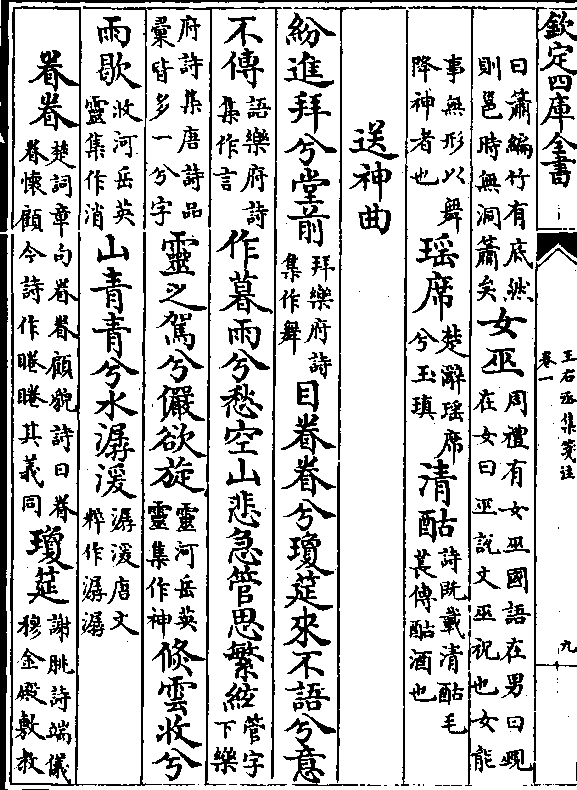 欽定四庫全書
王右丞集箋注
卷一
九
曰簫編竹有底然
則邕時無洞簫矣
女巫
周禮有女巫國語在男曰覡
在女曰巫說文巫祝也女能
事無形以舞
降神者也
瑶席
楚辭瑶席
兮玉瑱
清酤
詩既載清酤毛
萇傳酤酒也
送神曲
紛進拜兮堂前
拜樂府詩
集作舞
目眷眷兮瓊筵來不語兮意
不傳
語樂府詩
集作言
作暮雨兮愁空山悲急管思繁絃
管字
下樂
府詩集唐詩品
彚皆多一兮字
靈之駕兮儼欲旋
靈河岳英
靈集作神
倐雲收兮
雨歇
收河岳英
靈集作消
山青青兮水潺湲
潺湲唐文
粹作潺潺
眷眷
楚詞章句眷眷顧貌詩曰眷
眷懷顧今詩作睠睠其義同
瓊筵
謝朓詩端儀
穆金殿敷教